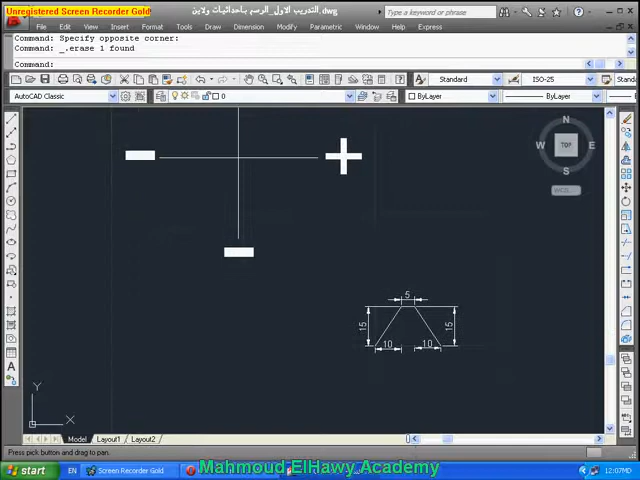 Unregistered Screen Recorder Gold
التدريب الاول_الرسم باحداثيات ولاين.dwg
Type a keyword or phrase
File Edit View Insert Format Tools Draw Dimension Modify Parametric Window Help Express
Command: Specify opposite corner:
Command: _.erase 1 found
Command:
Standard ISO-25 Standard
AutoCAD Classic 0 ByLayer ByLayer
N
W TOP E
S
5
15 15
10 10
Y
X
Model Layout1 Layout2
Press pick button to drag to pan.
start EN Screen Recorder Gold Mahmoud ElHawy Academy 12:07